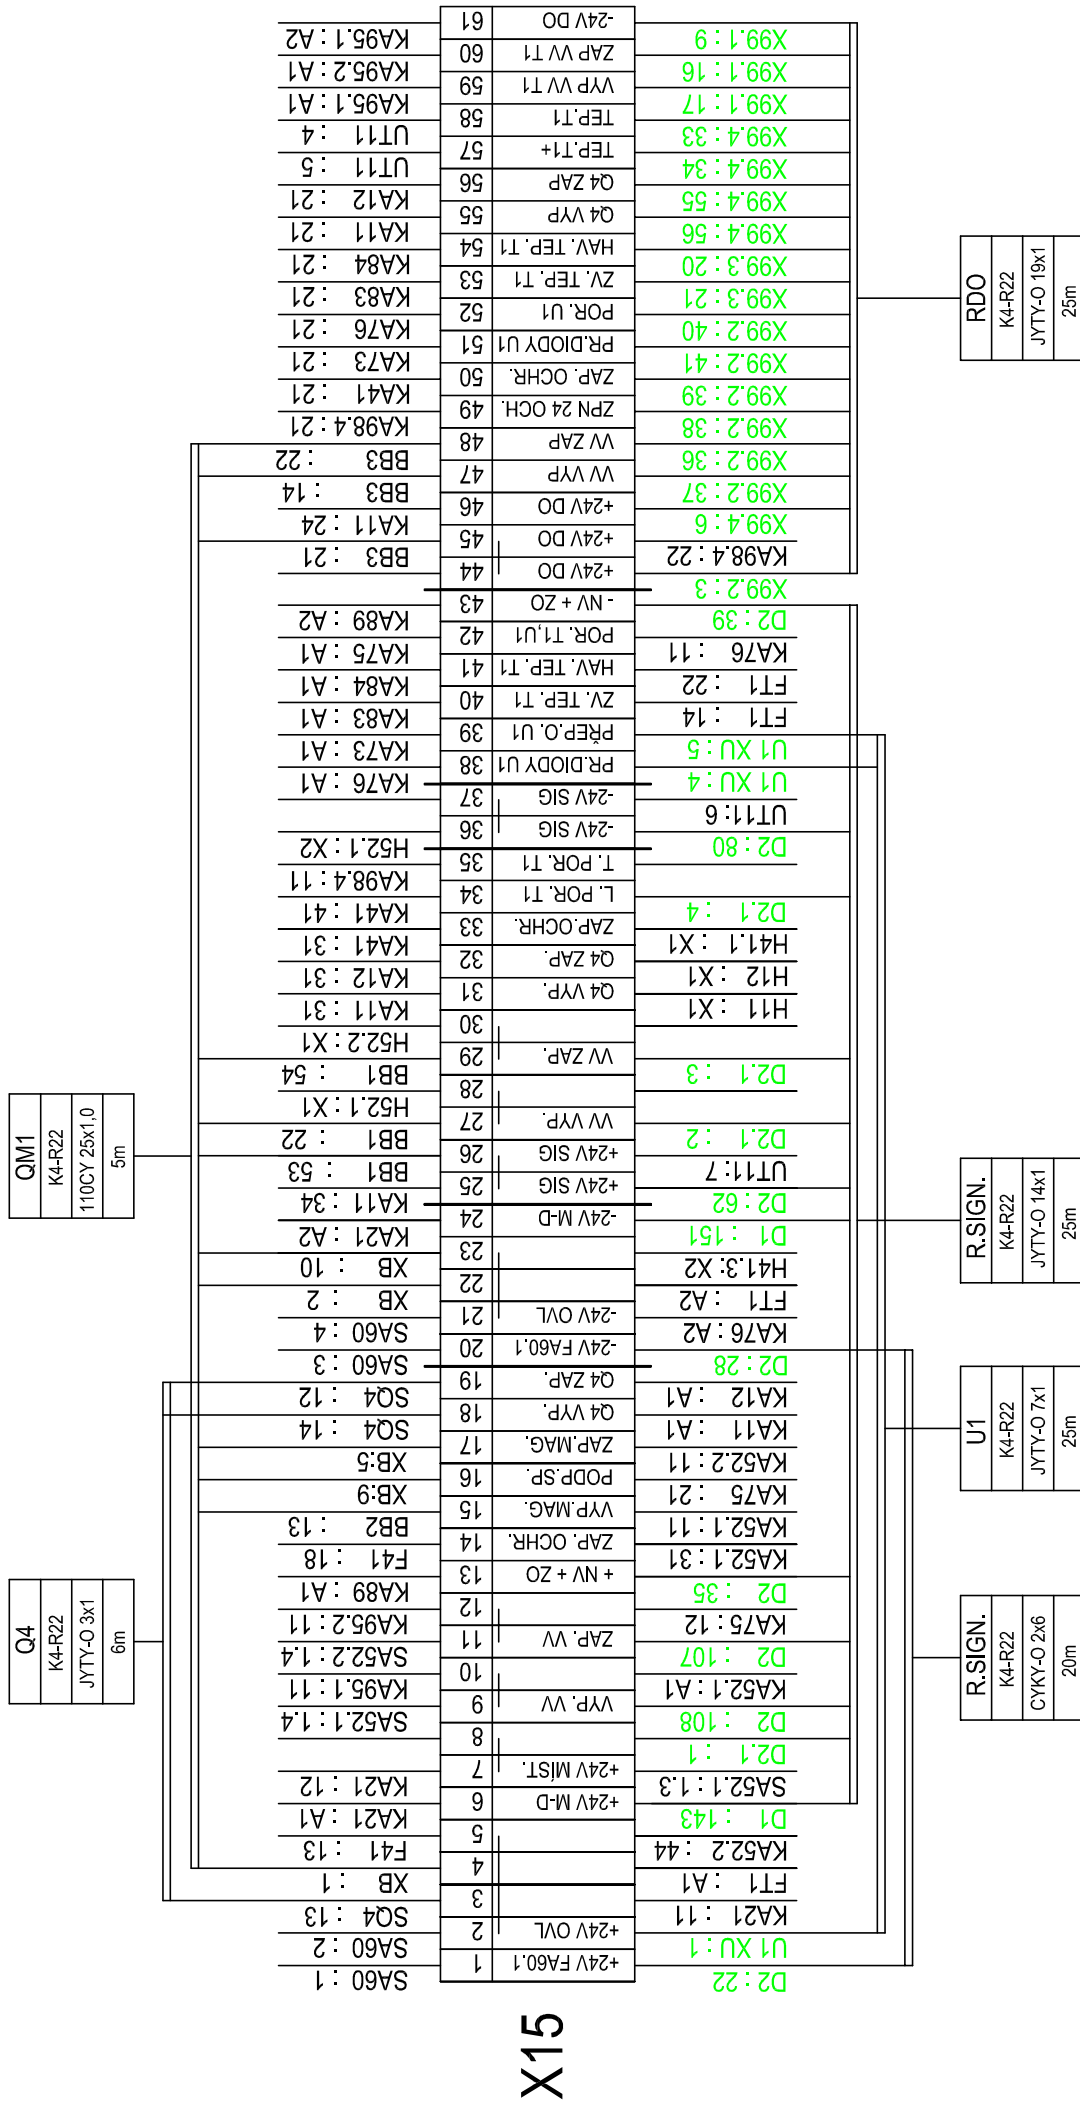 X15
D2 : 22 +24V FA60.1 1 SA60 : 1
U1 XU : 1 +24V OVL 2 SA60 : 2
KA21 : 11 3 SQ4 : 13
FT1 : A1 4 XB : 1
KA52.2 : 44 5 F41 : 13
D1 : 143 +24V M-D 6 KA21 : A1
SA52.1 : 1.3 +24V MÍST. 7 KA21 : 12
D2.1 : 1 8
D2 : 108 VYP. VV 9 SA52.1 : 1.4
KA52.1 : A1 10 KA95.1 : 11
D2 : 107 ZAP. VV 11 SA52.2 : 1.4
KA75 : 12 12 KA95.2 : 11
D2 : 35 + NV + ZO 13 KA89 : A1
KA52.1 : 31 ZAP. OCHR. 14 F41 : 18
KA52.1 : 11 VYP.MAG. 15 BB2 : 13
KA75 : 21 PODP.SP. 16 XB:9
KA52.2 : 11 ZAP.MAG. 17 XB:5
KA11 : A1 Q4 VYP. 18 SQ4 : 14
KA12 : A1 Q4 ZAP. 19 SQ4 : 12
D2 : 28 -24V FA60.1 20 SA60 : 3
KA76 : A2 -24V OVL 21 SA60 : 4
FT1 : A2 22 XB : 2
H41.3: X2 23 XB : 10
D1 : 151 -24V M-D 24 KA21 : A2
D2 : 62 +24V SIG 25 KA11 : 34
UT11: 7 +24V SIG 26 BB1 : 53
D2.1 : 2 VV VYP. 27 BB1 : 22
28 H52.1 : X1
D2.1 : 3 VV ZAP. 29 BB1 : 54
30 H52.2 : X1
H11 : X1 Q4 VYP. 31 KA11 : 31
H12 : X1 Q4 ZAP. 32 KA12 : 31
H41.1 : X1 ZAP.OCHR. 33 KA41 : 31
D2.1 : 4 L. POR. T1 34 KA41 : 41
T. POR. T1 35 KA98.4 : 11
D2 : 80 -24V SIG 36 H52.1 : X2
UT11: 6 -24V SIG 37
U1 XU : 4 PR.DIODY U1 38 KA76 : A1
U1 XU : 5 PŘEP.O. U1 39 KA73 : A1
FT1 : 14 ZV. TEP. T1 40 KA83 : A1
FT1 : 22 HAV. TEP. T1 41 KA84 : A1
KA76 : 11 POR. T1,U1 42 KA75 : A1
D2 : 39 - NV + ZO 43 KA89 : A2
X99.2 : 3 +24V DO 44
KA98.4 : 22 +24V DO 45 BB3 : 21
X99.4 : 6 +24V DO 46 KA11 : 24
X99.2 : 37 VV VYP 47 BB3 : 14
X99.2 : 36 VV ZAP 48 BB3 : 22
X99.2 : 38 ZPN 24 OCH. 49 KA98.4 : 21
X99.2 : 39 ZAP. OCHR. 50 KA41 : 21
X99.2 : 41 PR.DIODY U1 51 KA73 : 21
X99.2 : 40 POR. U1 52 KA76 : 21
X99.3 : 21 ZV. TEP. T1 53 KA83 : 21
X99.3 : 20 HAV. TEP. T1 54 KA84 : 21
X99.4 : 56 Q4 VYP 55 KA11 : 21
X99.4 : 55 Q4 ZAP 56 KA12 : 21
X99.4 : 34 TEP.T1+ 57 UT11 : 5
X99.4 : 33 TEP.T1 58 UT11 : 4
X99.1 : 17 VYP VV T1 59 KA95.1 : A1
X99.1 : 16 ZAP VV T1 60 KA95.2 : A1
X99.1 : 9 -24V DO 61 KA95.1 : A2
QM1
K4-R22
110CY 25x1,0
5m
Q4
K4-R22
JYTY-O 3x1
6m
RDO
K4-R22
JYTY-O 19x1
25m
R.SIGN.
K4-R22
JYTY-O 14x1
25m
U1
K4-R22
JYTY-O 7x1
25m
R.SIGN.
K4-R22
CYKY-O 2x6
20m